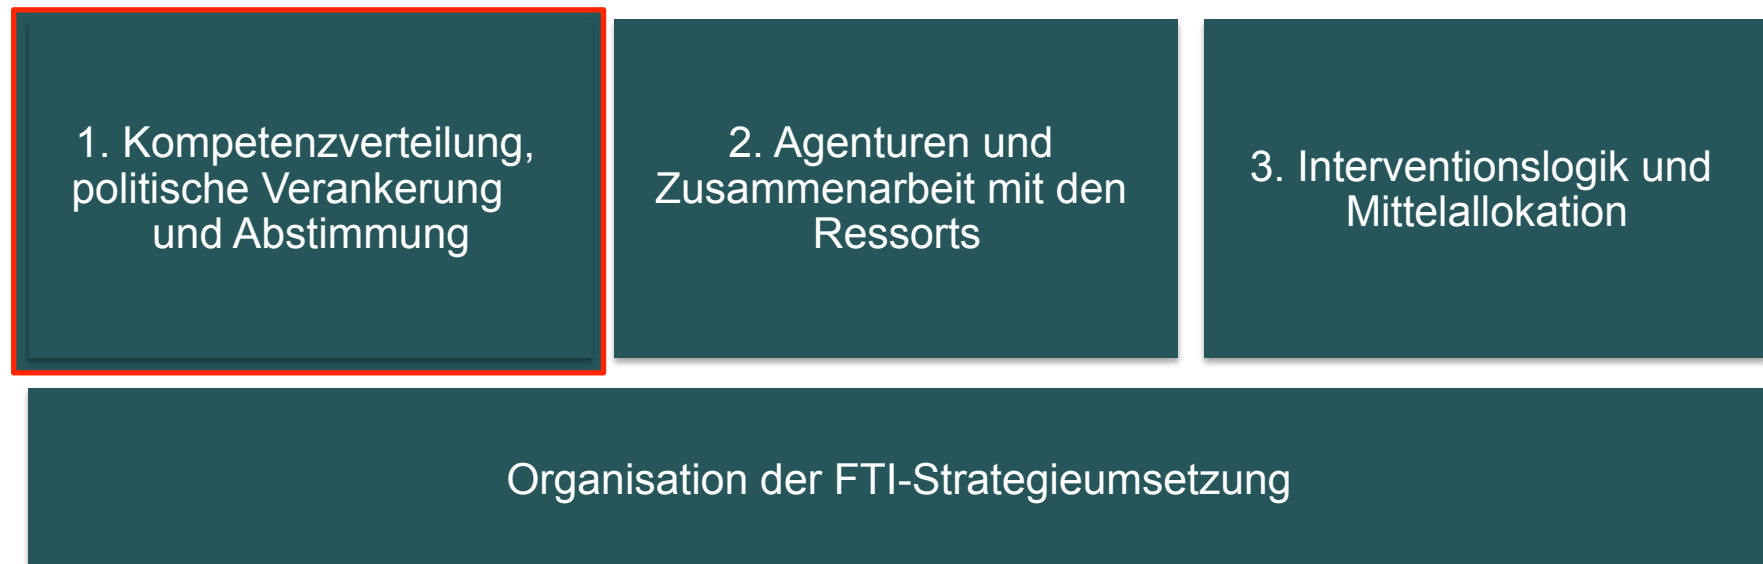 1. Kompetenzverteilung,
politische Verankerung
und Abstimmung
2. Agenturen und
Zusammenarbeit mit den
Ressorts
3. Interventionslogik und
Mittelallokation
Organisation der FTI-Strategieumsetzung